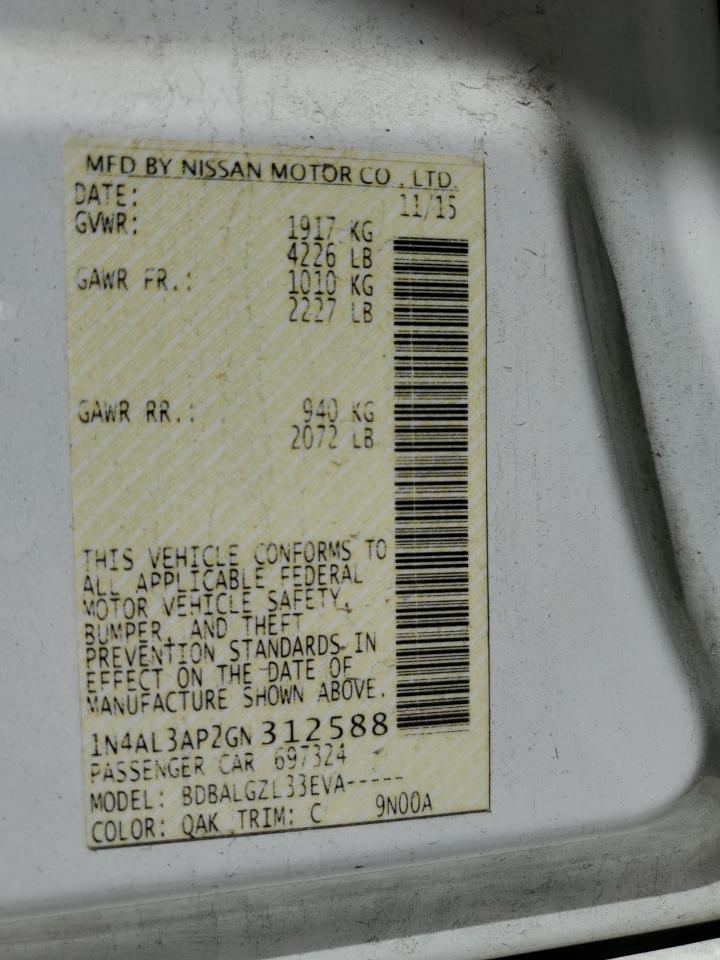 MFD BY NISSAN MOTOR CO., LTD.
DATE: 11/15
GVWR: 1917 KG
4226 LB
GAWR FR.: 1010 KG
2227 LB
GAWR RR.: 940 KG
2072 LB
THIS VEHICLE CONFORMS TO
ALL APPLICABLE FEDERAL
MOTOR VEHICLE SAFETY,
BUMPER, AND THEFT
PREVENTION STANDARDS IN
EFFECT ON THE DATE OF
MANUFACTURE SHOWN ABOVE.
1N4AL3AP2GN312588
PASSENGER CAR 697324
MODEL: BDBALGZL33EVA-----
COLOR: QAK TRIM: C 9N00A